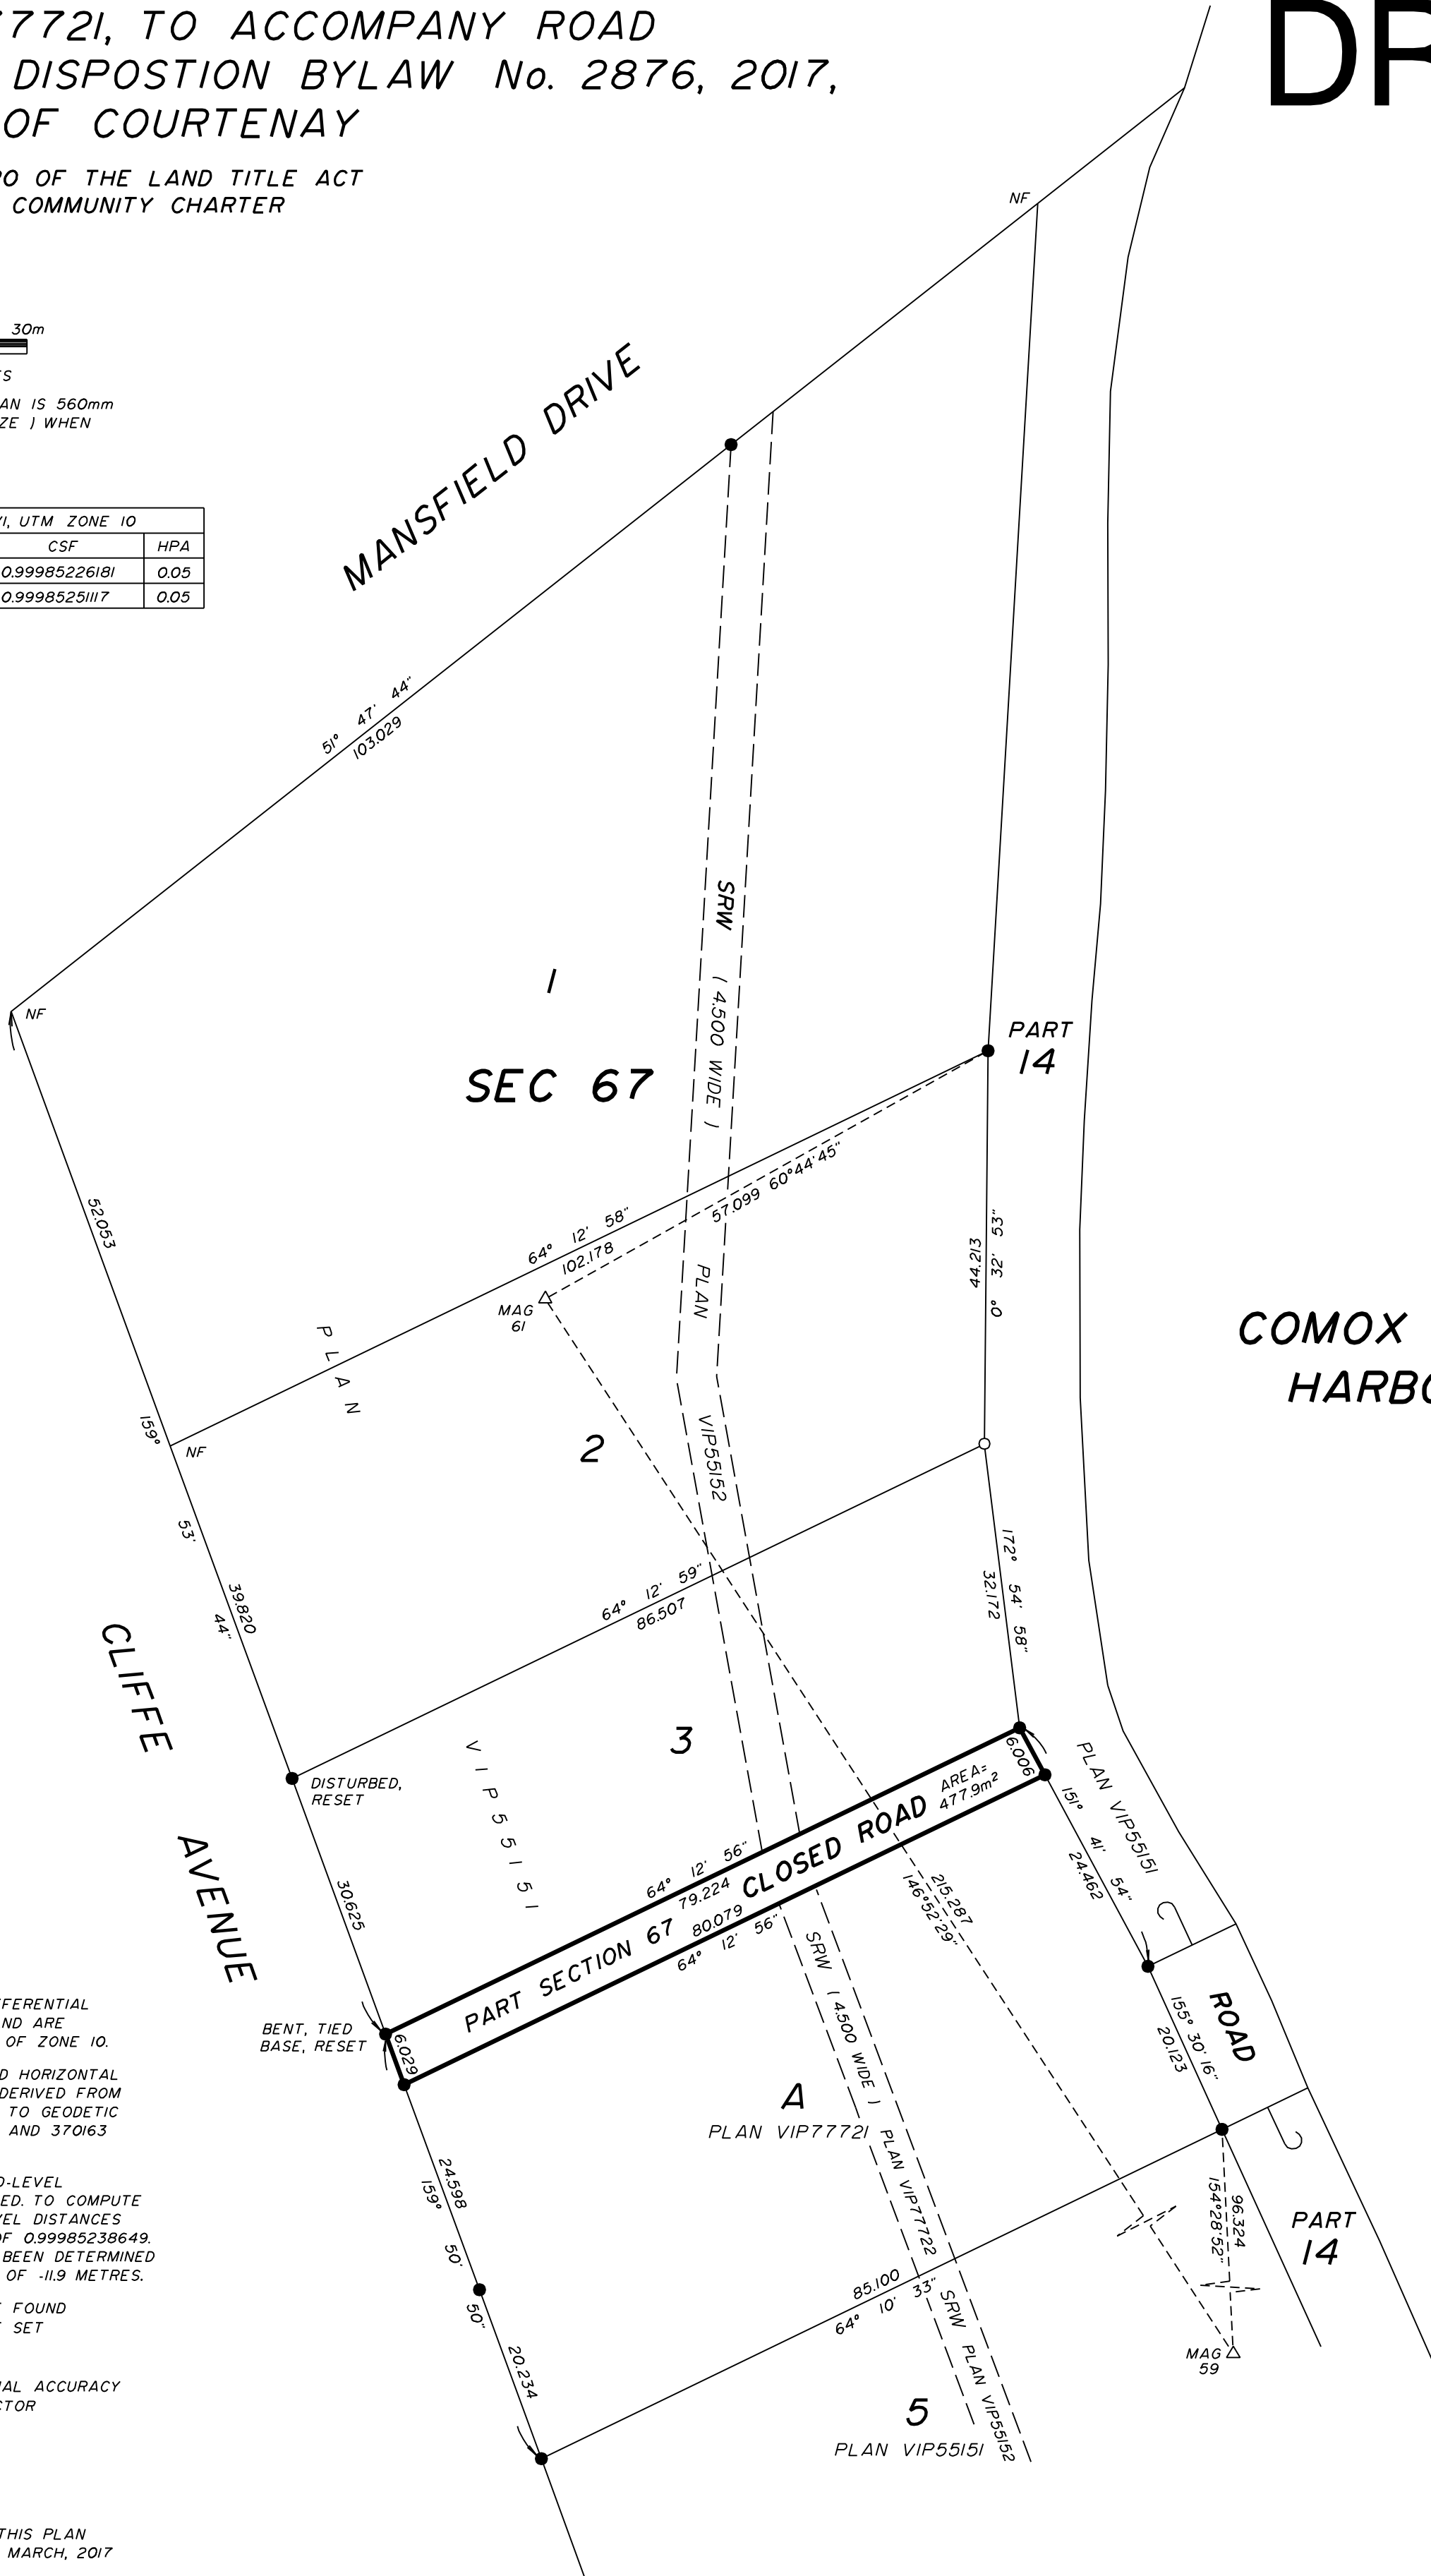 7721, TO ACCOMPANY ROAD
DISPOSTION BYLAW No. 2876, 2017,
OF COURTENAY
DR
OF THE LAND TITLE ACT
COMMUNITY CHARTER
30m
AN IS 560mm
ZE ) WHEN
UTM ZONE 10
CSF HPA
0.99985226181 0.05
0.99985251117 0.05
NF
MANSFIELD DRIVE
51° 47' 44"
103.029
SRW ( 4.500 WIDE )
PLAN
VIP55152
1
SEC 67
NF
PART
14
52.053
64° 12' 58"
102.178
57.099 60°44'45"
MAG
61
44.213
0° 32' 53"
COMOX
HARBO
PLAN
159°
NF
2
53'
39.820
44"
64° 12' 59"
86.507
172° 54' 58"
32.172
CLIFFE
AVENUE
DISTURBED,
RESET
3
VIP55151
30.625
6.006
AREA=
477.9m²
PLAN VIP55151
64° 12' 56"
79.224
PART SECTION 67 CLOSED ROAD
80.079
64° 12' 56"
151° 41' 54"
24.462
215.287
146°52'29"
BENT, TIED
BASE, RESET
6.029
SRW ( 4.500 WIDE ) PLAN VIP77722
ROAD
155° 30' 16"
20.123
A
PLAN VIP77721
FFERENTIAL
ND ARE
OF ZONE 10.
D HORIZONTAL
DERIVED FROM
TO GEODETIC
AND 370163
D-LEVEL
ED. TO COMPUTE
VEL DISTANCES
OF 0.99985238649.
BEEN DETERMINED
OF -11.9 METRES.
FOUND
SET
24.598
159° 50' 50"
20.234
85.100
64° 10' 33"
96.324
154°28'52"
PART
14
MAG
59
SRW PLAN VIP55152
5
PLAN VIP55151
AL ACCURACY
CTOR
THIS PLAN
MARCH, 2017